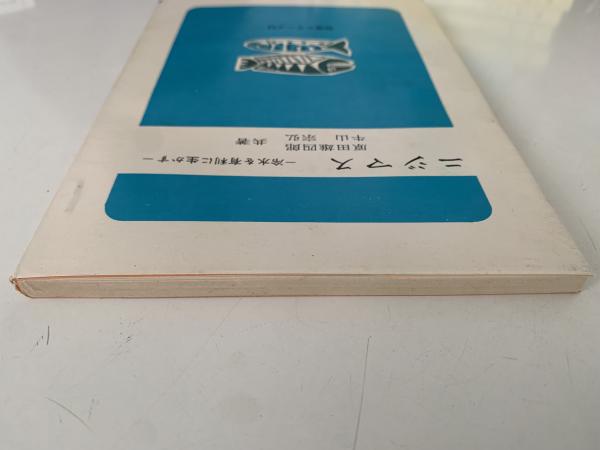 ニジマス
―冷水を有利に生かす―
原田雄四郎
牛山宗弘
共著